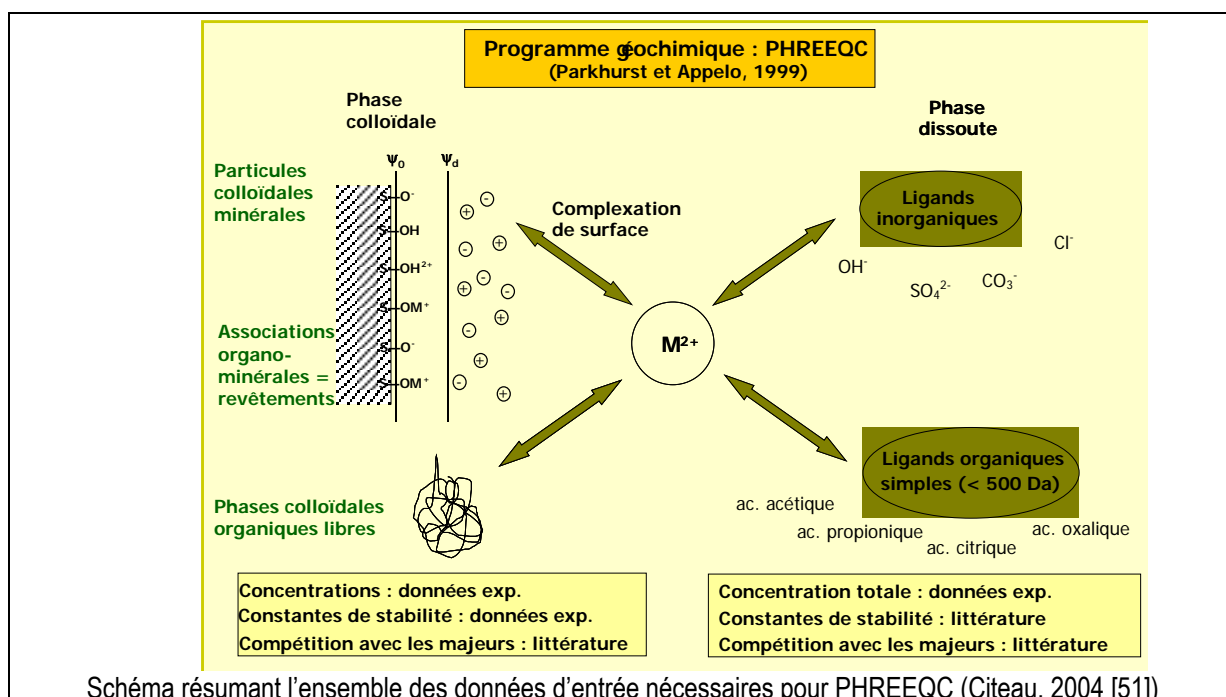 Programme géochimique : PHREEQC
(Parkhurst et Appelo, 1999)
Phase
colloïdale
Phase
dissoute
Ψ0 Ψd
Particules
colloïdales
minérales
S O-
S OH
S OH2+
S OM+
S O-
S OM+
Complexation
de surface
Ligands
inorganiques
OH-
SO42-
CO3-
Cl-
M2+
Associations
organo-
minérales =
revêtements
Phases colloïdales
organiques libres
Ligands organiques
simples (< 500 Da)
ac. acétique
ac. propionique
ac. citrique
ac. oxalique
Concentrations : données exp.
Constantes de stabilité : données exp.
Compétition avec les majeurs : littérature
Concentration totale : données exp.
Constantes de stabilité : littérature
Compétition avec les majeurs : littérature
Schéma résumant l'ensemble des données d'entrée nécessaires pour PHREEQC (Citeau, 2004 [51])